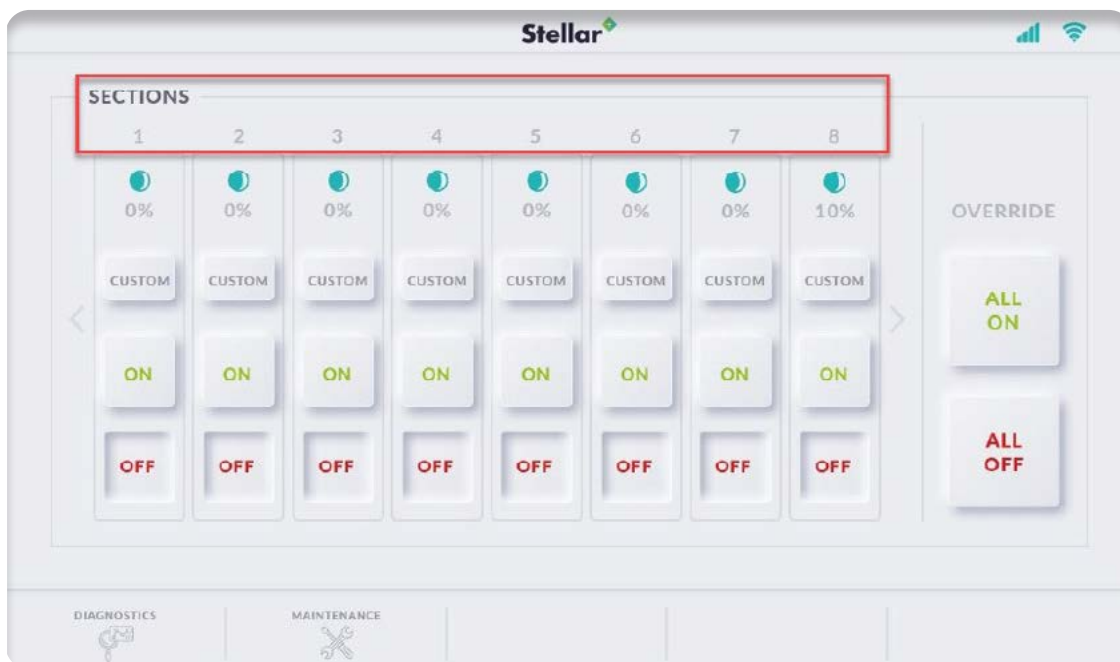 Stellar
SECTIONS
1 2 3 4 5 6 7 8
0% 0% 0% 0% 0% 0% 0% 10%
OVERRIDE
CUSTOM CUSTOM CUSTOM CUSTOM CUSTOM CUSTOM CUSTOM CUSTOM
ALL
ON
ON ON ON ON ON ON ON ON
OFF OFF OFF OFF OFF OFF OFF OFF
ALL
OFF
DIAGNOSTICS MAINTENANCE